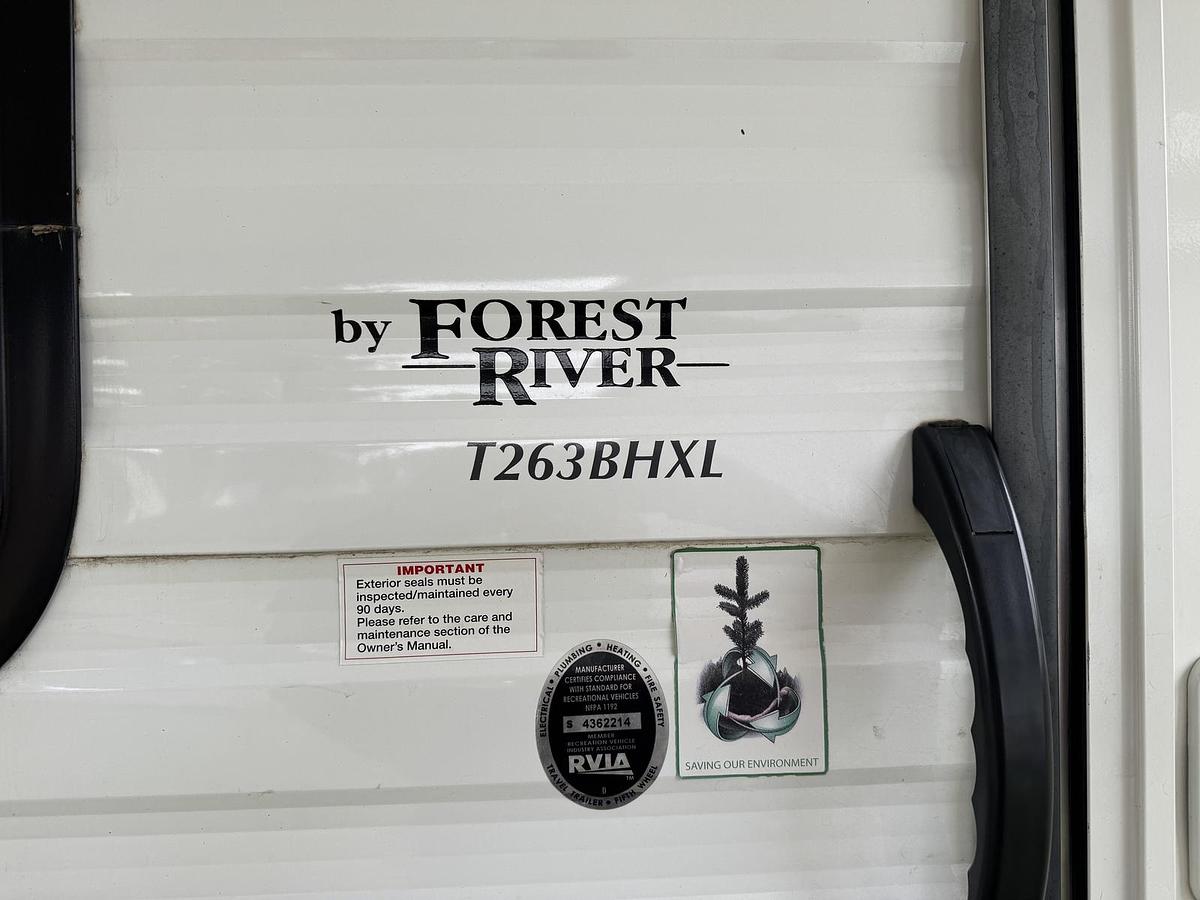 by FOREST
RIVER
T263BHXL
IMPORTANT
Exterior seals must be
inspected/maintained every
90 days.
Please refer to the care and
maintenance section of the
Owner's Manual.
ELECTRICAL • PLUMBING • HEATING • FIRE SAFETY
MANUFACTURER
CERTIFIES COMPLIANCE
WITH STANDARD FOR
RECREATIONAL VEHICLES
NFPA 1192
S 4362214
MEMBER
RECREATION VEHICLE
INDUSTRY ASSOCIATION
RVIA
TM
TRAVEL TRAILER • FIFTH WHEEL
SAVING OUR ENVIRONMENT